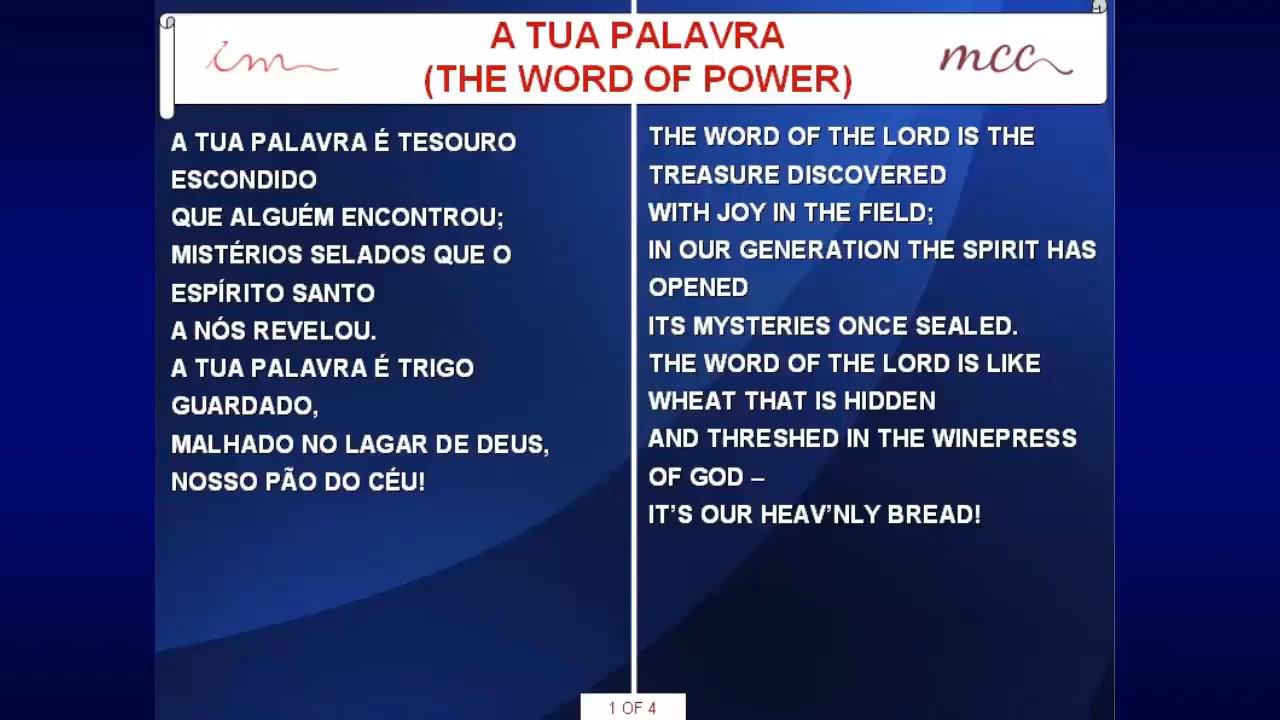 im
A TUA PALAVRA
(THE WORD OF POWER)
mcc
A TUA PALAVRA É TESOURO
ESCONDIDO
QUE ALGUÉM ENCONTROU;
MISTÉRIOS SELADOS QUE O
ESPÍRITO SANTO
A NÓS REVELOU.
A TUA PALAVRA É TRIGO
GUARDADO,
MALHADO NO LAGAR DE DEUS,
NOSSO PÃO DO CÉU!
THE WORD OF THE LORD IS THE
TREASURE DISCOVERED
WITH JOY IN THE FIELD;
IN OUR GENERATION THE SPIRIT HAS
OPENED
ITS MYSTERIES ONCE SEALED.
THE WORD OF THE LORD IS LIKE
WHEAT THAT IS HIDDEN
AND THRESHED IN THE WINEPRESS
OF GOD –
IT’S OUR HEAV’NLY BREAD!
1 OF 4